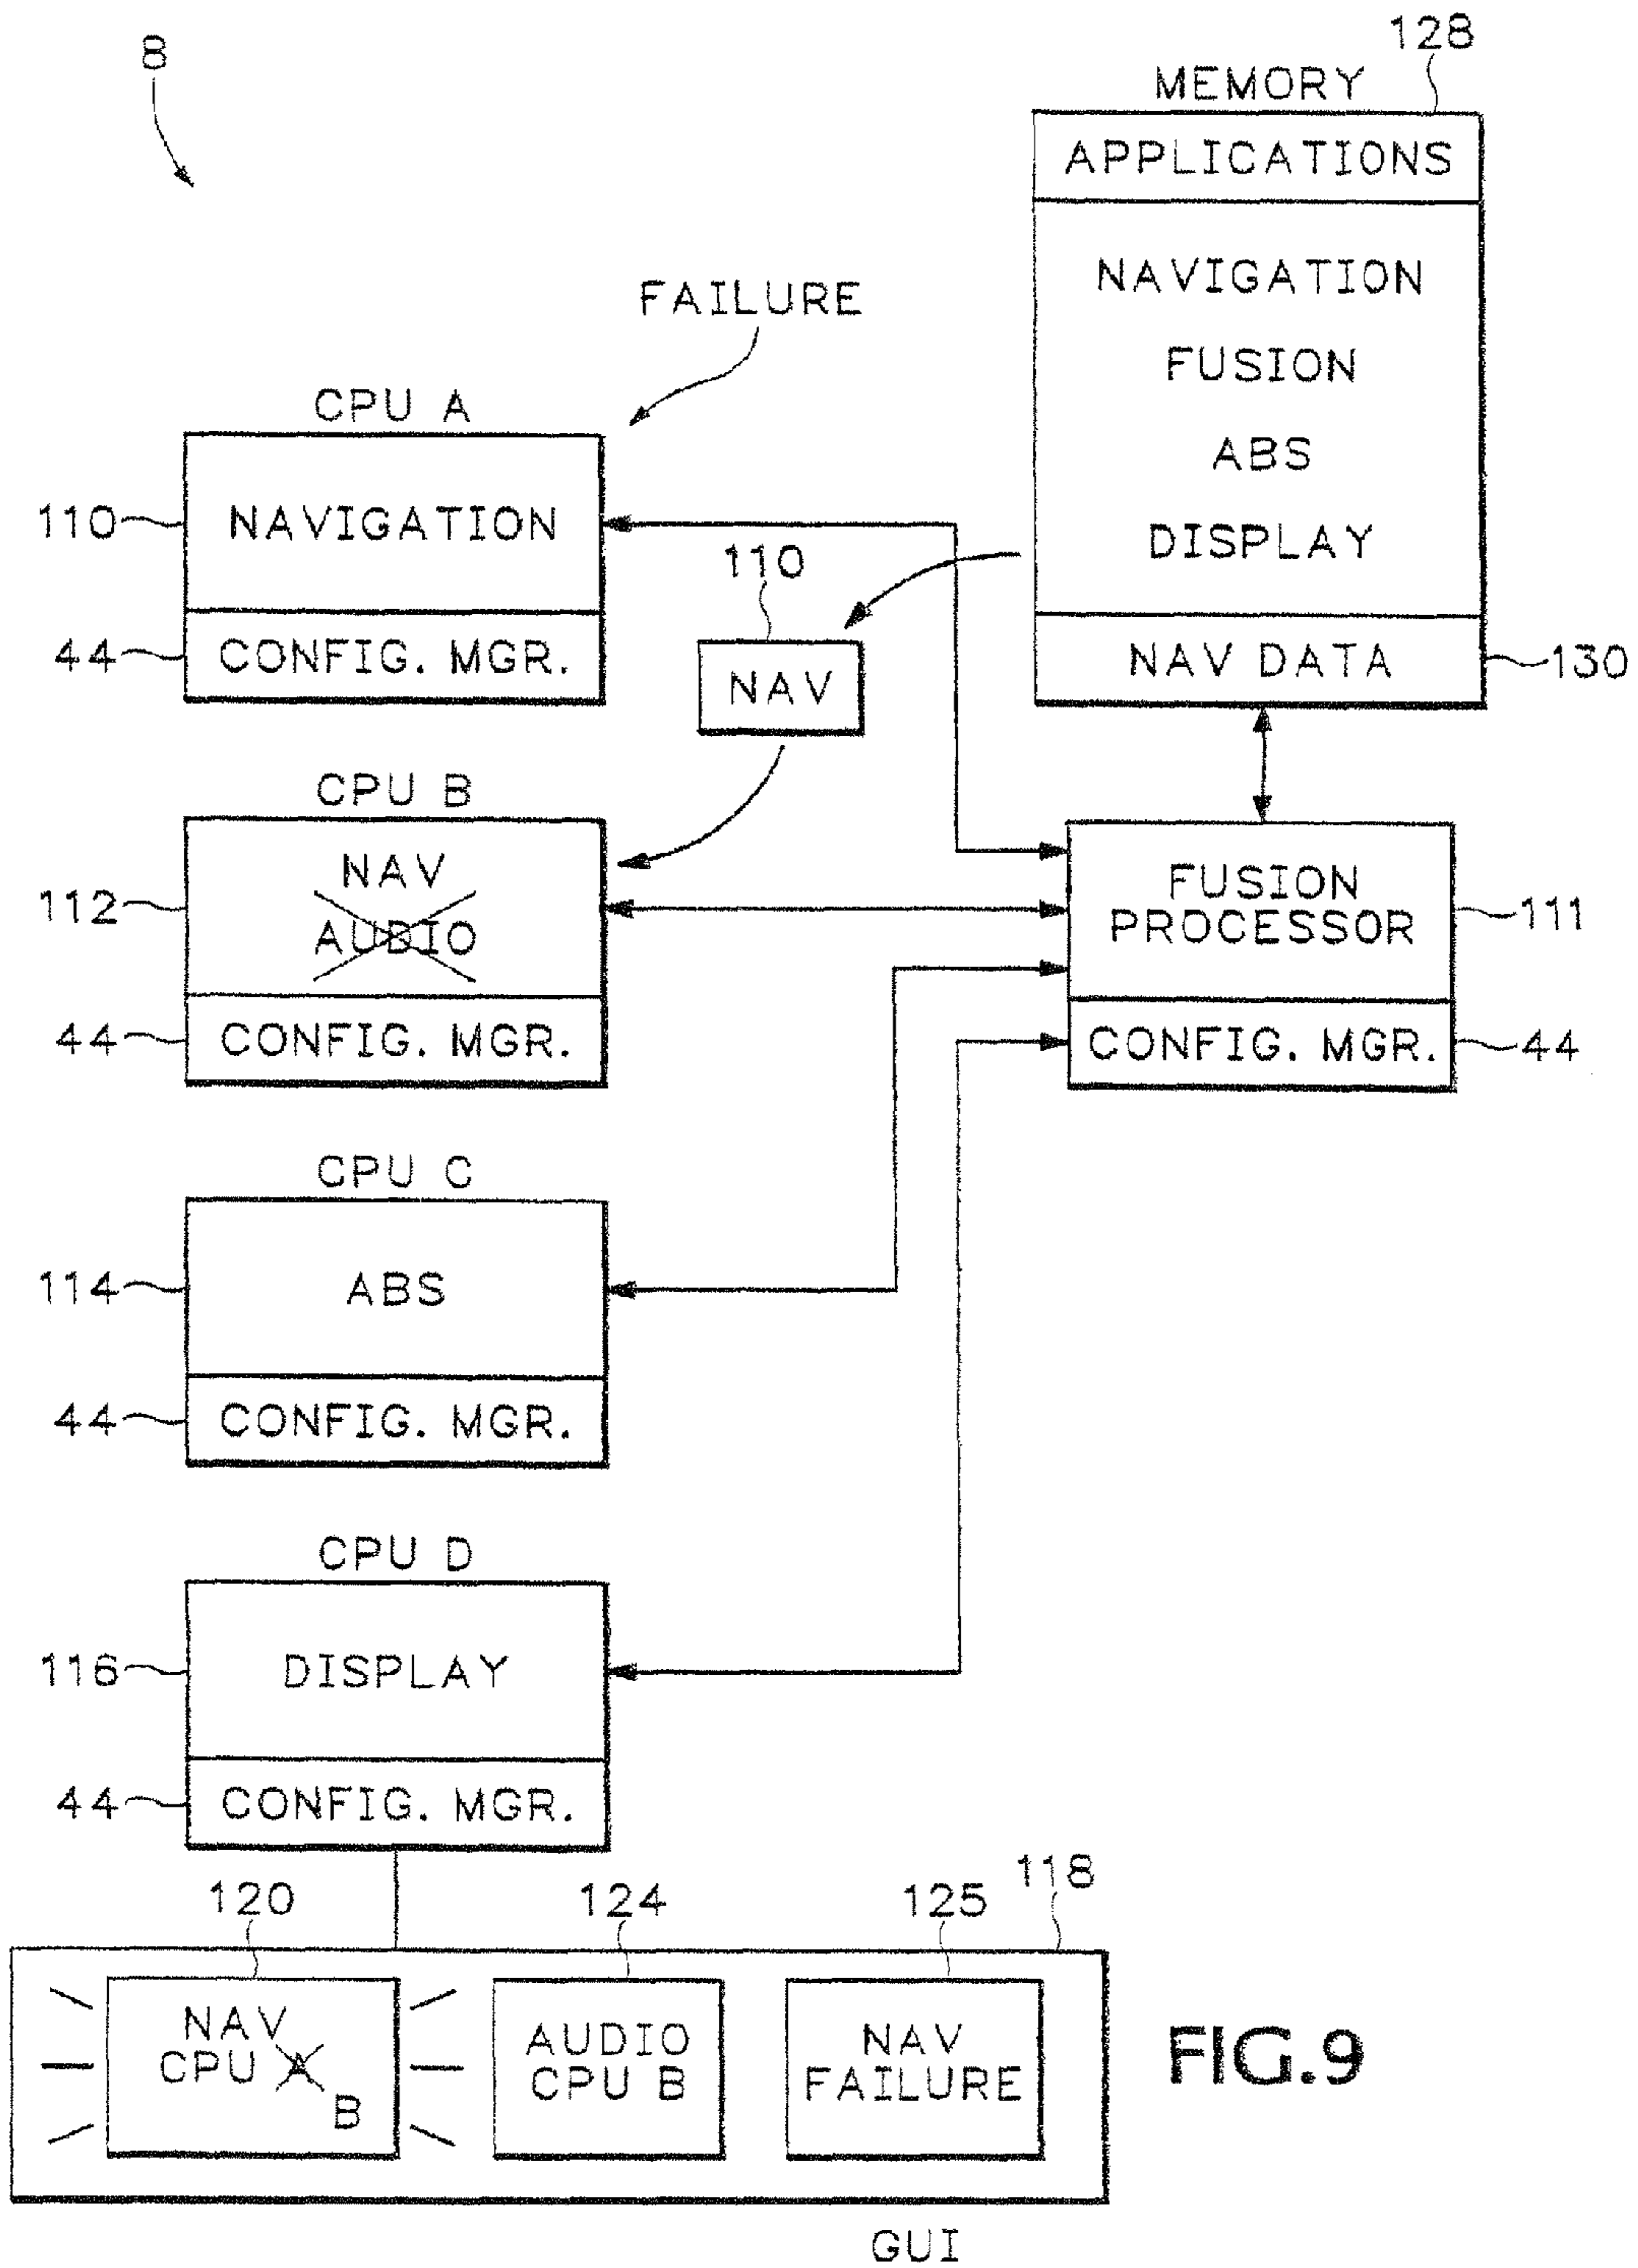 8
128
MEMORY
APPLICATIONS
NAVIGATION
FUSION
ABS
DISPLAY
NAV DATA
130
FAILURE
CPU A
110
NAVIGATION
44
CONFIG. MGR.
110
NAV
CPU B
112
NAV
AUDIO
44
CONFIG. MGR.
FUSION
PROCESSOR
111
CONFIG. MGR.
44
CPU C
114
ABS
44
CONFIG. MGR.
CPU D
116
DISPLAY
44
CONFIG. MGR.
118
120
NAV
CPU A
B
124
AUDIO
CPU B
125
NAV
FAILURE
GUI
FIG.9